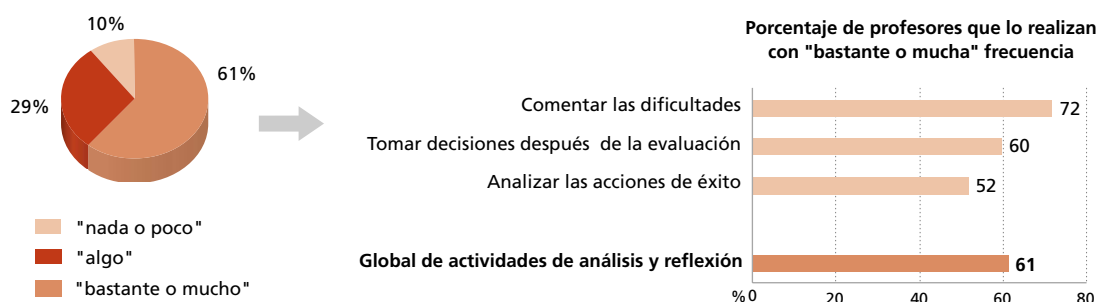 10%
61%
29%
"nada o poco"
"algo"
"bastante o mucho"
Porcentaje de profesores que lo realizan
con "bastante o mucha" frecuencia
Comentar las dificultades 72
Tomar decisiones después de la evaluación 60
Analizar las acciones de éxito 52
Global de actividades de análisis y reflexión 61
% 0 20 40 60 80